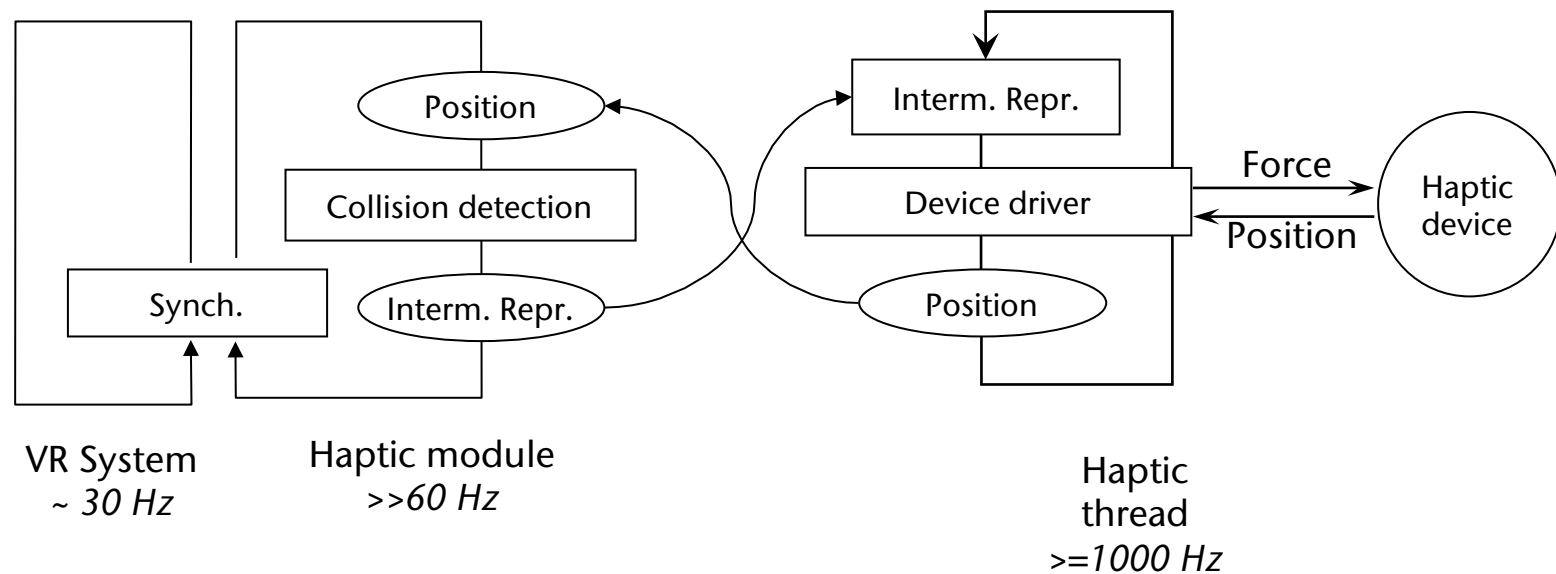 Position
Collision detection
Interm. Repr.
Synch.
Interm. Repr.
Device driver
Position
Force
Position
Haptic
device
VR System
~ 30 Hz
Haptic module
>>60 Hz
Haptic
thread
>=1000 Hz